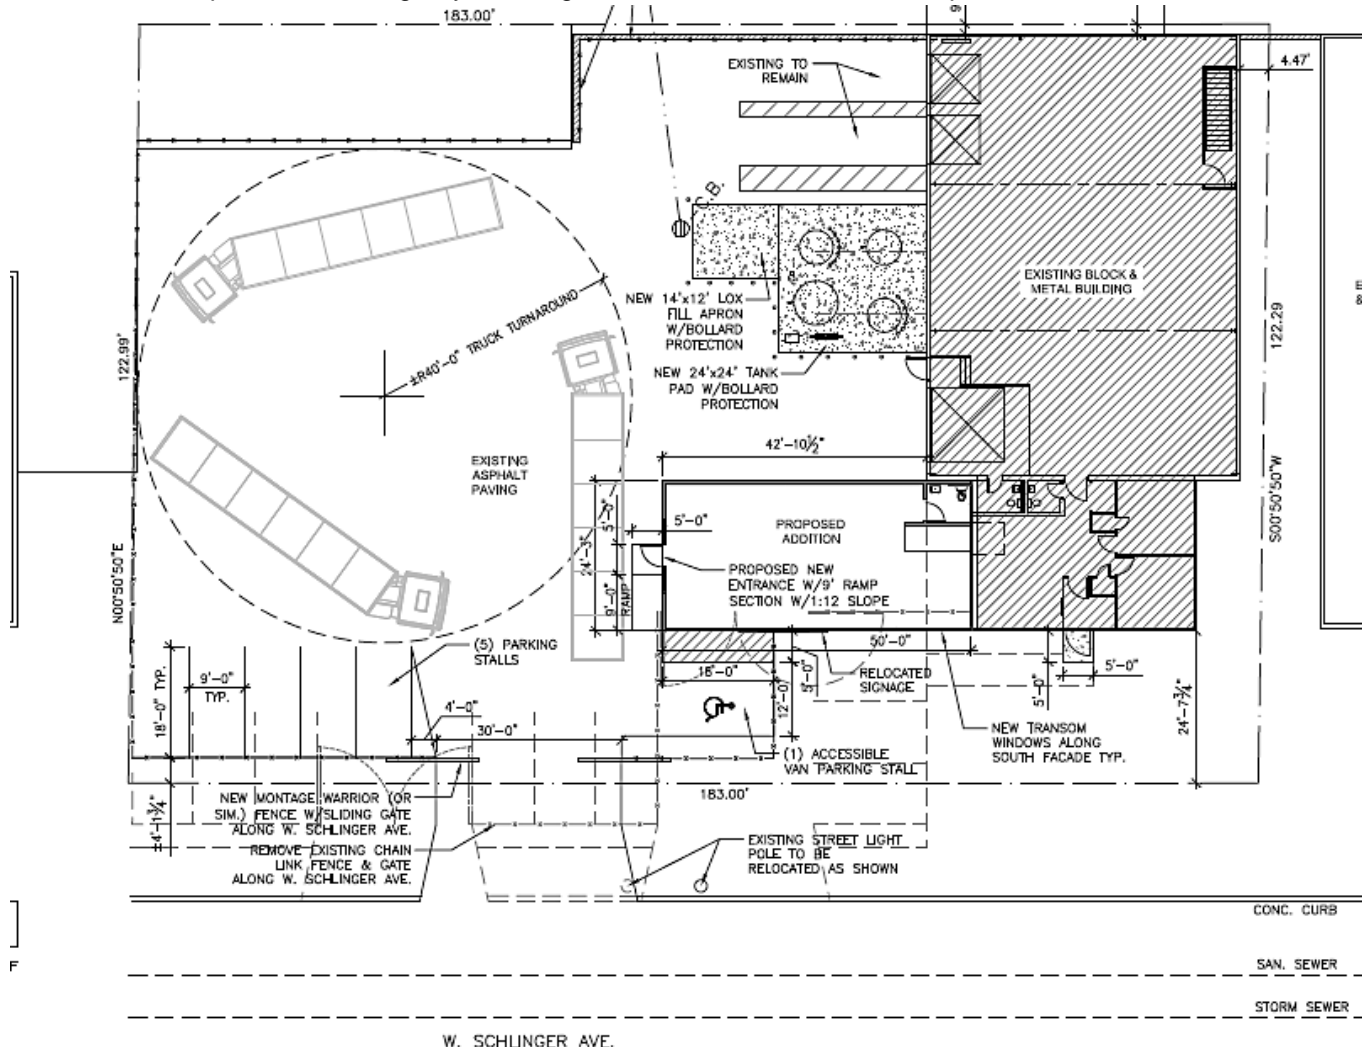 183.00'
9
4.47'
EXISTING TO
REMAIN
C.B.
EXISTING BLOCK &
METAL BUILDING
E
&
NEW 14'x12' LOX
FILL APRON
W/BOLLARD
PROTECTION
±R40'-0" TRUCK TURNAROUND
122.99'
122.29
NEW 24'x24' TANK
PAD W/BOLLARD
PROTECTION
42'-10½"
EXISTING
ASPHALT
PAVING
S00°50'50"W
5'-0"
5'-0"
24'-3"
PROPOSED
ADDITION
N00°50'50"E
PROPOSED NEW
ENTRANCE W/9' RAMP
SECTION W/1:12 SLOPE
9'-0"
RAMP
(5) PARKING
STALLS
50'-0"
18'-0"
5'-0"
RELOCATED
SIGNAGE
5'-0"
5'-0"
9'-0"
TYP.
18'-0" TYP.
4'-0"
30'-0"
12'-0"
24'-7¾"
NEW TRANSOM
WINDOWS ALONG
SOUTH FACADE TYP.
(1) ACCESSIBLE
VAN PARKING STALL
183.00'
±4'-1¾"
NEW MONTAGE WARRIOR (OR
SIM.) FENCE W/SLIDING GATE
ALONG W. SCHLINGER AVE.
REMOVE EXISTING CHAIN
LINK FENCE & GATE
ALONG W. SCHLINGER AVE.
EXISTING STREET LIGHT
POLE TO BE
RELOCATED AS SHOWN
CONC. CURB
F
SAN. SEWER
STORM SEWER
W. SCHLINGER AVE.